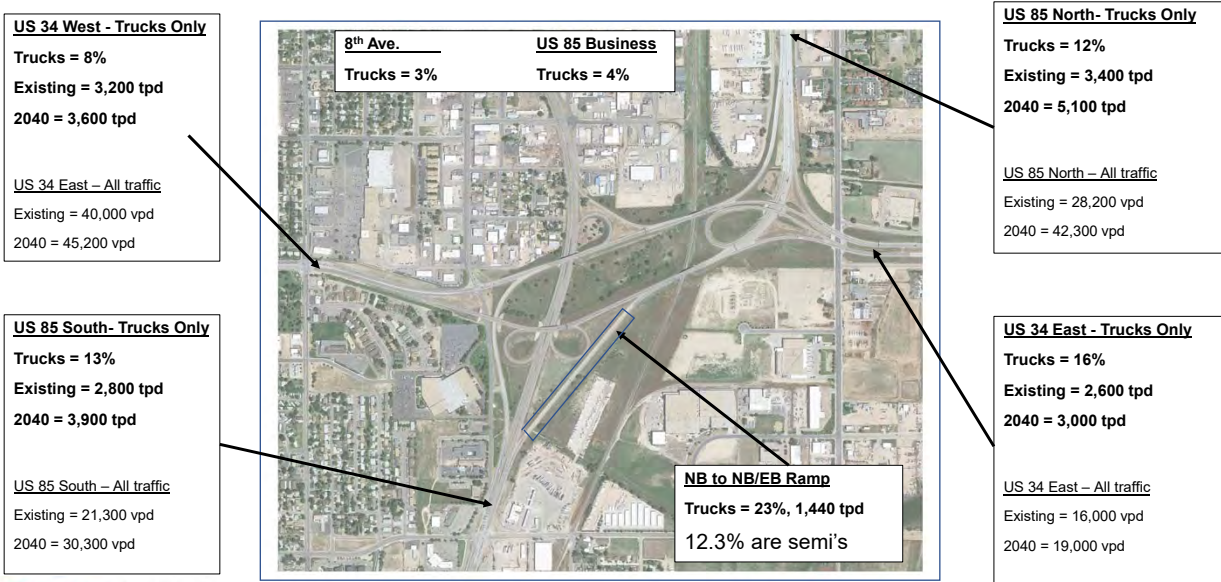 US 34 West - Trucks Only
Trucks = 8%
Existing = 3,200 tpd
2040 = 3,600 tpd
US 34 East – All traffic
Existing = 40,000 vpd
2040 = 45,200 vpd
US 85 South- Trucks Only
Trucks = 13%
Existing = 2,800 tpd
2040 = 3,900 tpd
US 85 South – All traffic
Existing = 21,300 vpd
2040 = 30,300 vpd
8th Ave. US 85 Business
Trucks = 3% Trucks = 4%
NB to NB/EB Ramp
Trucks = 23%, 1,440 tpd
12.3% are semi's
US 85 North- Trucks Only
Trucks = 12%
Existing = 3,400 tpd
2040 = 5,100 tpd
US 85 North – All traffic
Existing = 28,200 vpd
2040 = 42,300 vpd
US 34 East - Trucks Only
Trucks = 16%
Existing = 2,600 tpd
2040 = 3,000 tpd
US 34 East – All traffic
Existing = 16,000 vpd
2040 = 19,000 vpd